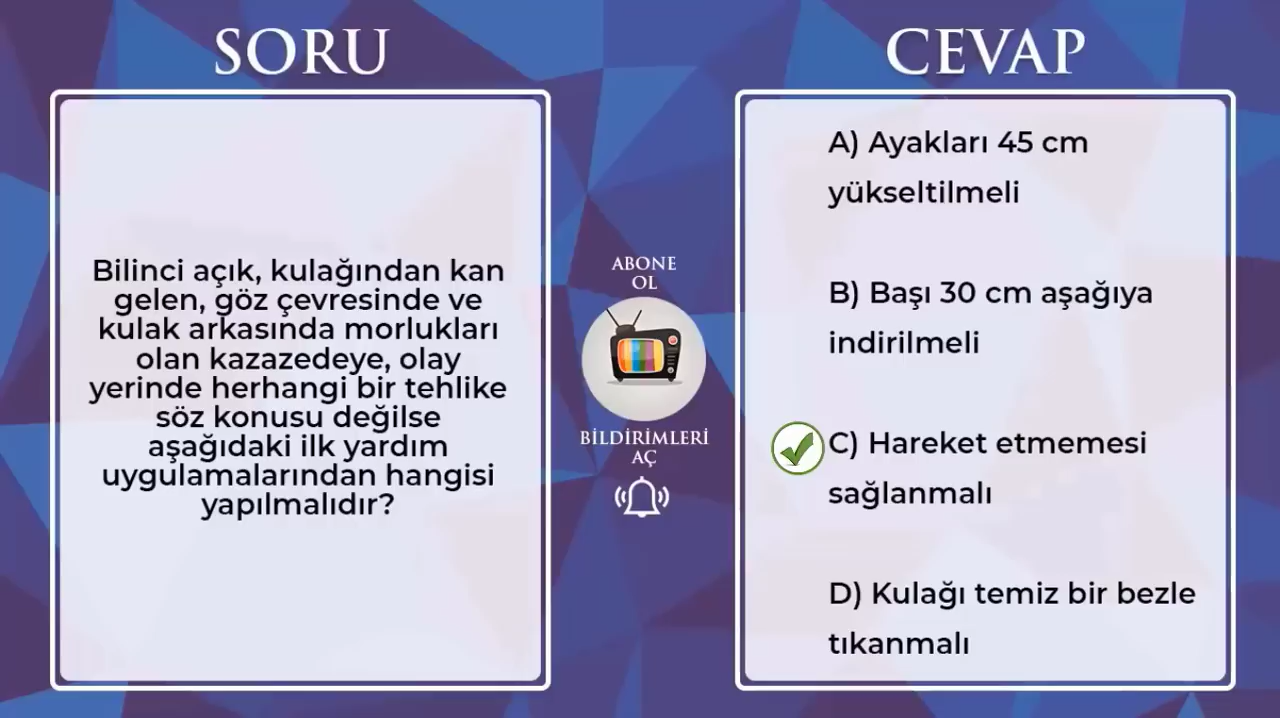 SORU
Bilinci açık, kulağından kan
gelen, göz çevresinde ve
kulak arkasında morlukları
olan kazazedeye, olay
yerinde herhangi bir tehlike
söz konusu değilse
aşağıdaki ilk yardım
uygulamalarından hangisi
yapılmalıdır?
ABONE
OL
BİLDİRİMLERİ
AÇ
CEVAP
A) Ayakları 45 cm
yükseltilmeli
B) Başı 30 cm aşağıya
indirilmeli
C) Hareket etmemesi
sağlanmalı
D) Kulağı temiz bir bezle
tıkanmalı